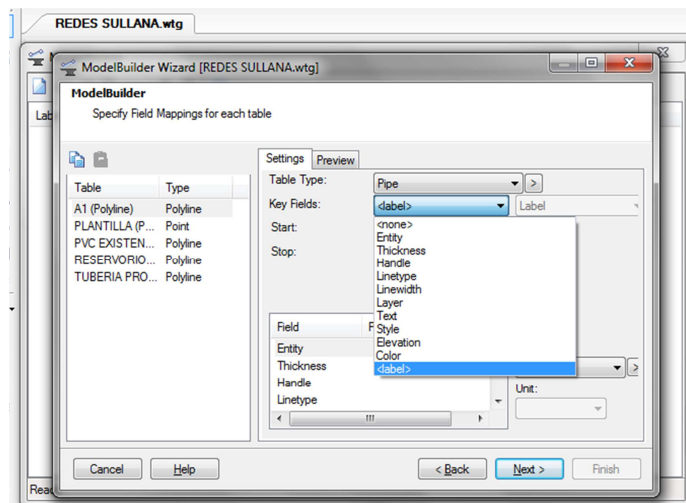 REDES SULLANA.wtg
ModelBuilder Wizard [REDES SULLANA.wtg]
ModelBuilder
Specify Field Mappings for each table
Lab
Settings Preview
Table Type: Pipe >
Key Fields: <label> Label
Start:
Stop:
<none>
Entity
Thickness
Handle
Linetype
Linewidth
Layer
Text
Style
Elevation
Color
<label>
Table Type
A1 (Polyline) Polyline
PLANTILLA (P... Point
PVC EXISTEN... Polyline
RESERVORIO... Polyline
TUBERIA PRO... Polyline
Field
Entity
Thickness
Handle
Linetype
Unit:
Cancel Help < Back Next > Finish
Read